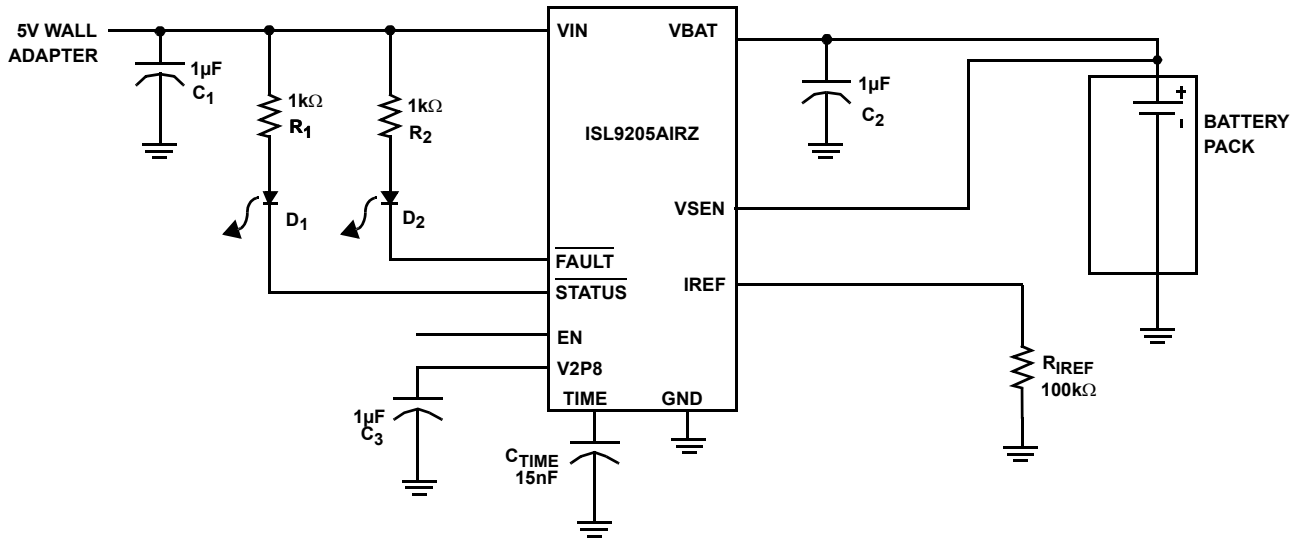 5V WALL
ADAPTER
1µF
C1
1kΩ
R1
1kΩ
R2
D1
D2
VIN
VBAT
ISL9205AIRZ
VSEN
FAULT
STATUS
IREF
EN
V2P8
TIME
GND
1µF
C2
+
-
BATTERY
PACK
RIREF
100kΩ
1µF
C3
CTIME
15nF